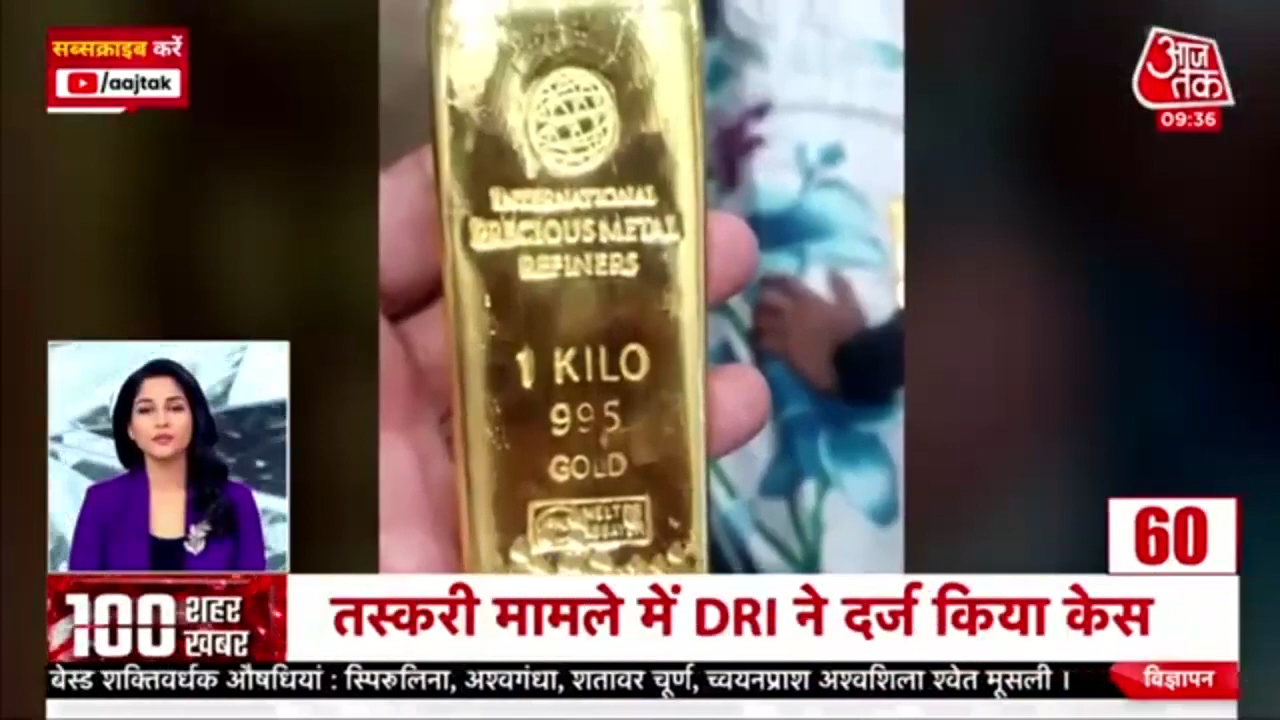 सब्सक्राइब करें
/aajtak
आज
तक
09:36
INTERNATIONAL
PRECIOUS METAL
REFINERS
1 KILO
995
GOLD
60
100 शहर
खबर
तस्करी मामले में DRI ने दर्ज किया केस
बेस्ड शक्तिवर्धक औषधियां : स्पिरूलिना, अश्वगंधा, शतावर चूर्ण, च्वयनप्राश अश्वशिला श्वेत मूसली ।
विज्ञापन